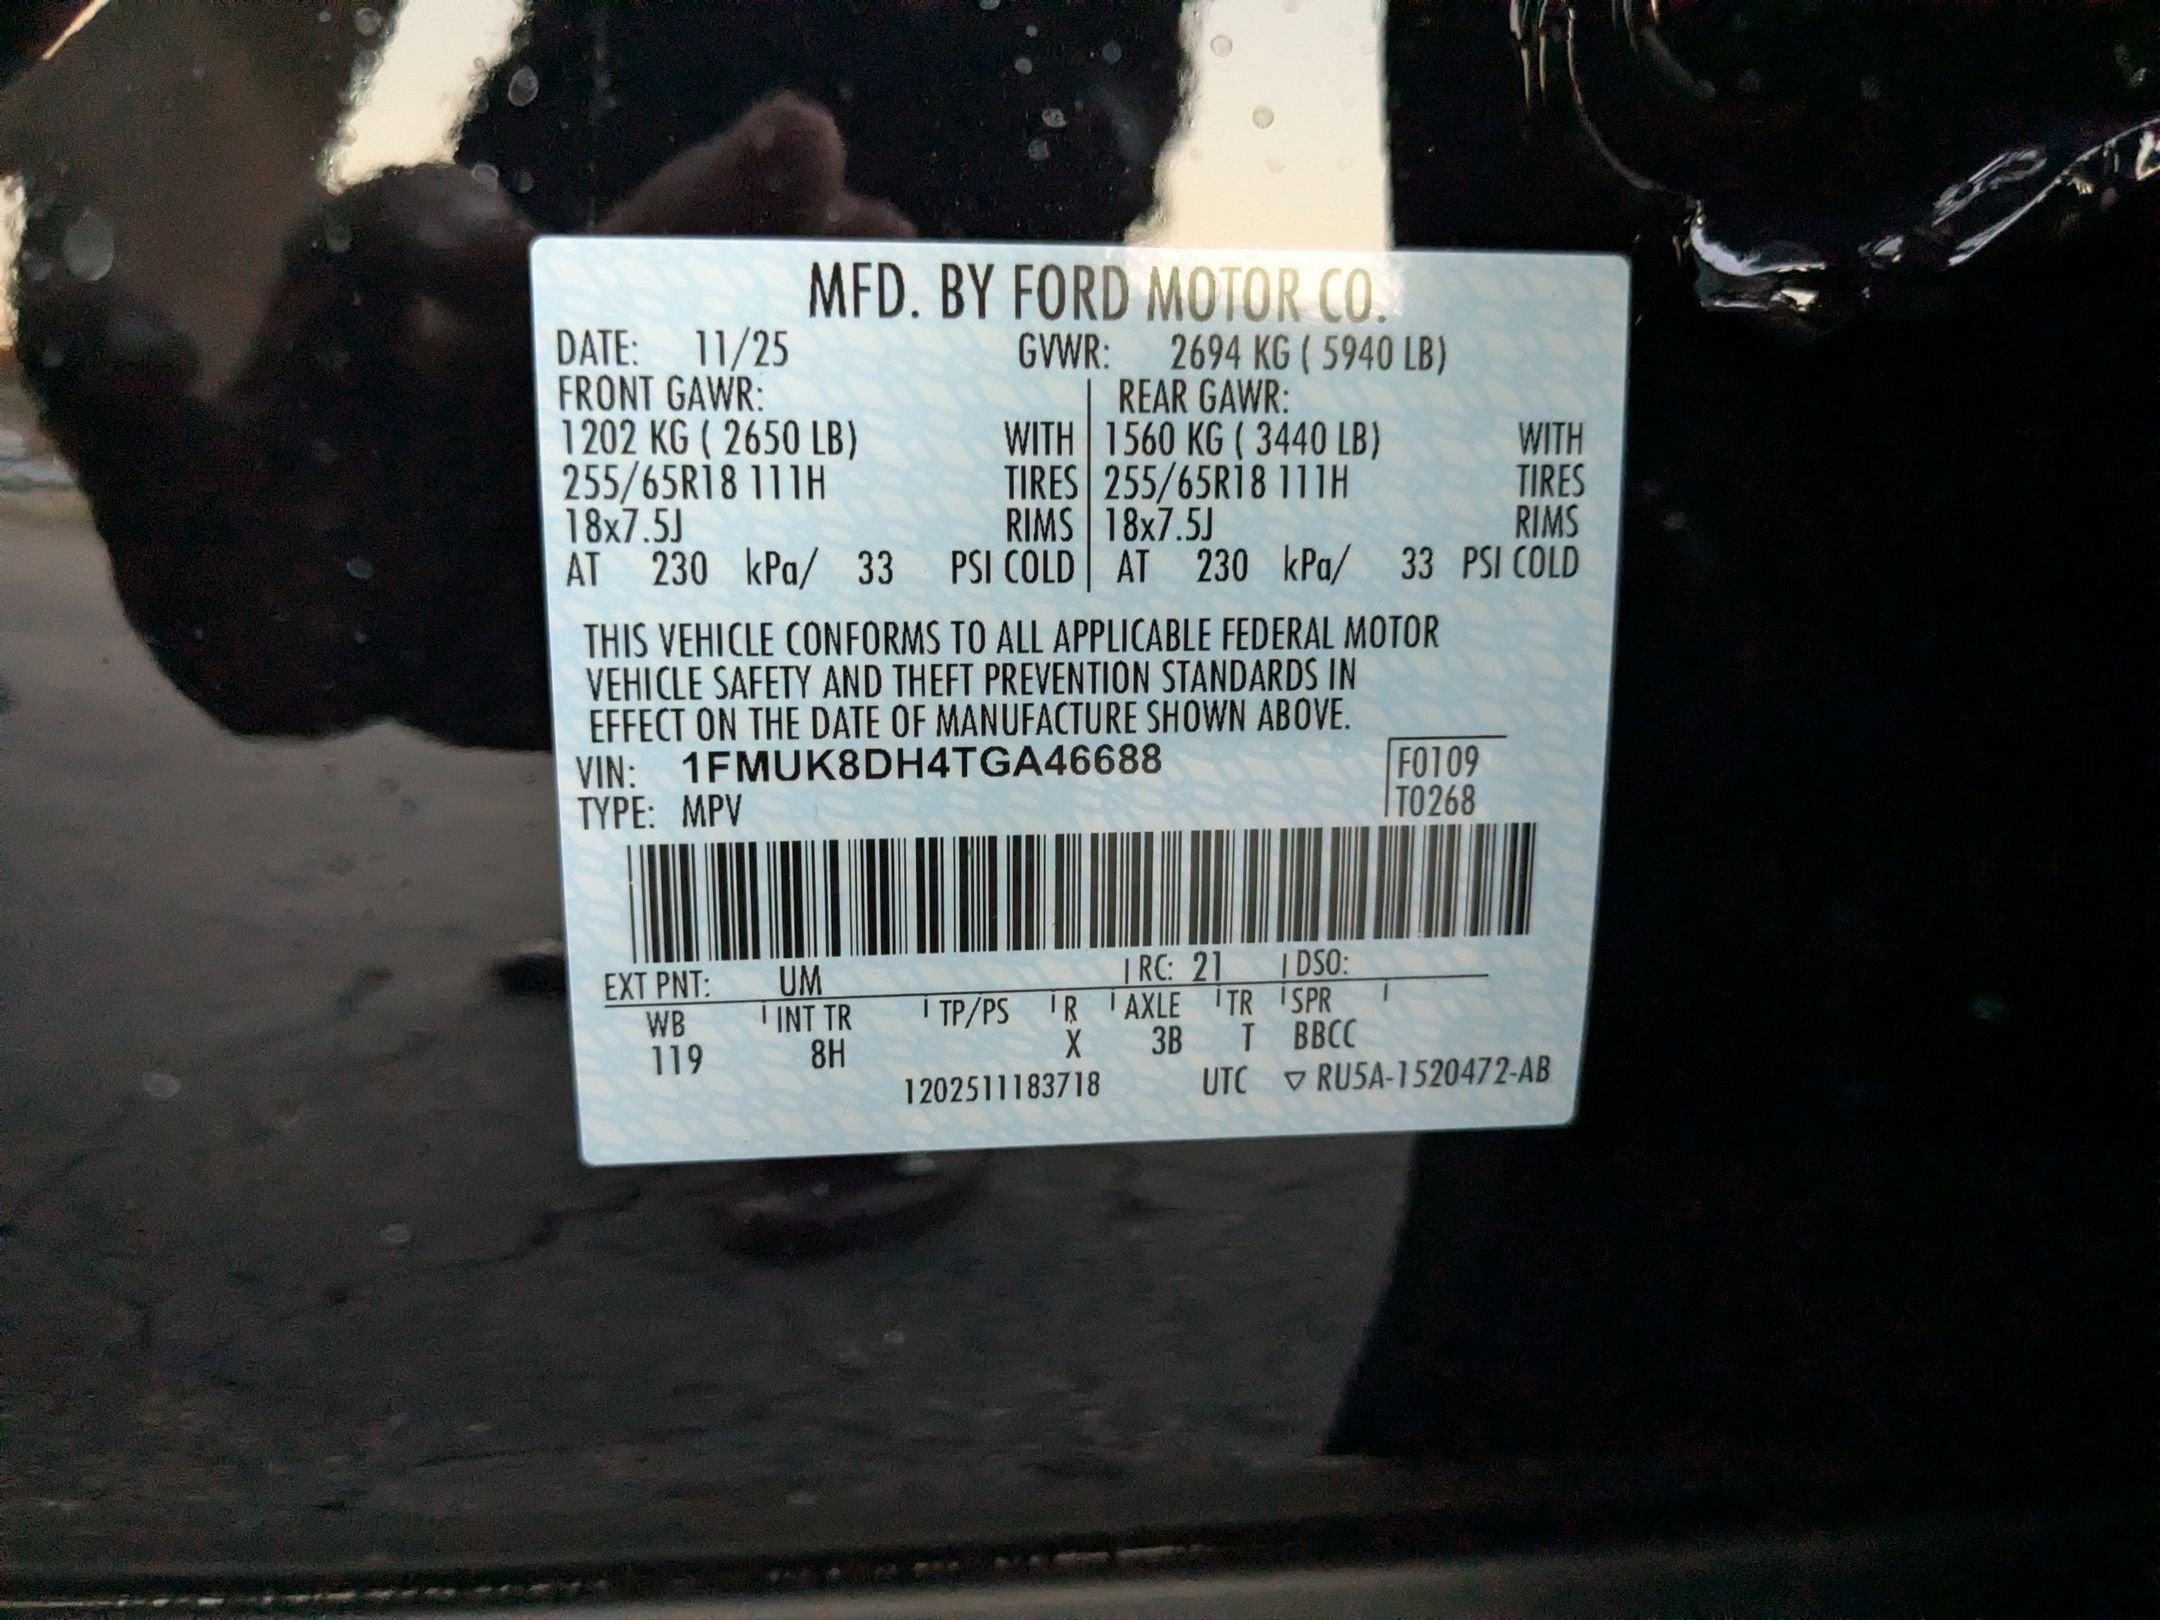 MFD. BY FORD MOTOR CO.
DATE: 11/25 GVWR: 2694 KG ( 5940 LB)
FRONT GAWR: REAR GAWR:
1202 KG ( 2650 LB) WITH 1560 KG ( 3440 LB) WITH
255/65R18 111H TIRES 255/65R18 111H TIRES
18x7.5J RIMS 18x7.5J RIMS
AT 230 kPa/ 33 PSI COLD AT 230 kPa/ 33 PSI COLD
THIS VEHICLE CONFORMS TO ALL APPLICABLE FEDERAL MOTOR
VEHICLE SAFETY AND THEFT PREVENTION STANDARDS IN
EFFECT ON THE DATE OF MANUFACTURE SHOWN ABOVE.
VIN: 1FMUK8DH4TGA46688 F0109
TYPE: MPV T0268
EXT PNT: UM RC: 21 DSO:
WB INT TR TP/PS R AXLE TR SPR
119 8H X 3B T BBCC
1202511183718 UTC ▽ RU5A-1520472-AB